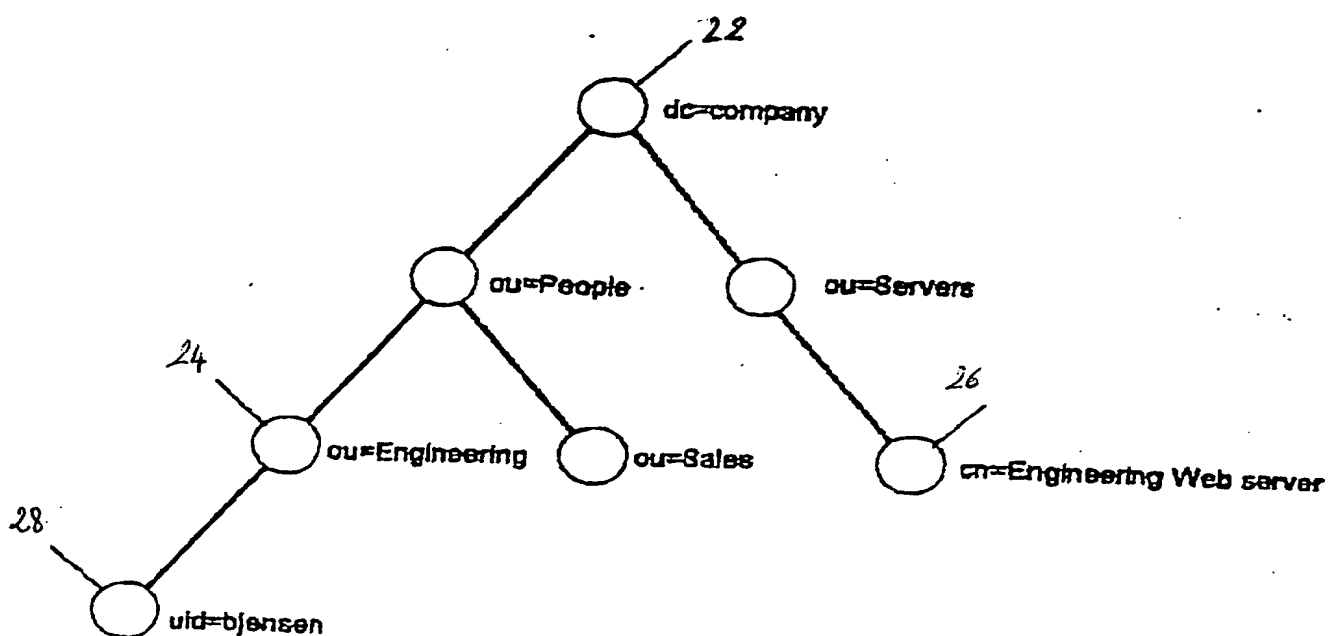 22
dc=company
ou=People
ou=Servers
24
26
ou=Engineering
ou=Sales
cn=Engineering Web server
28
uid=bjensen